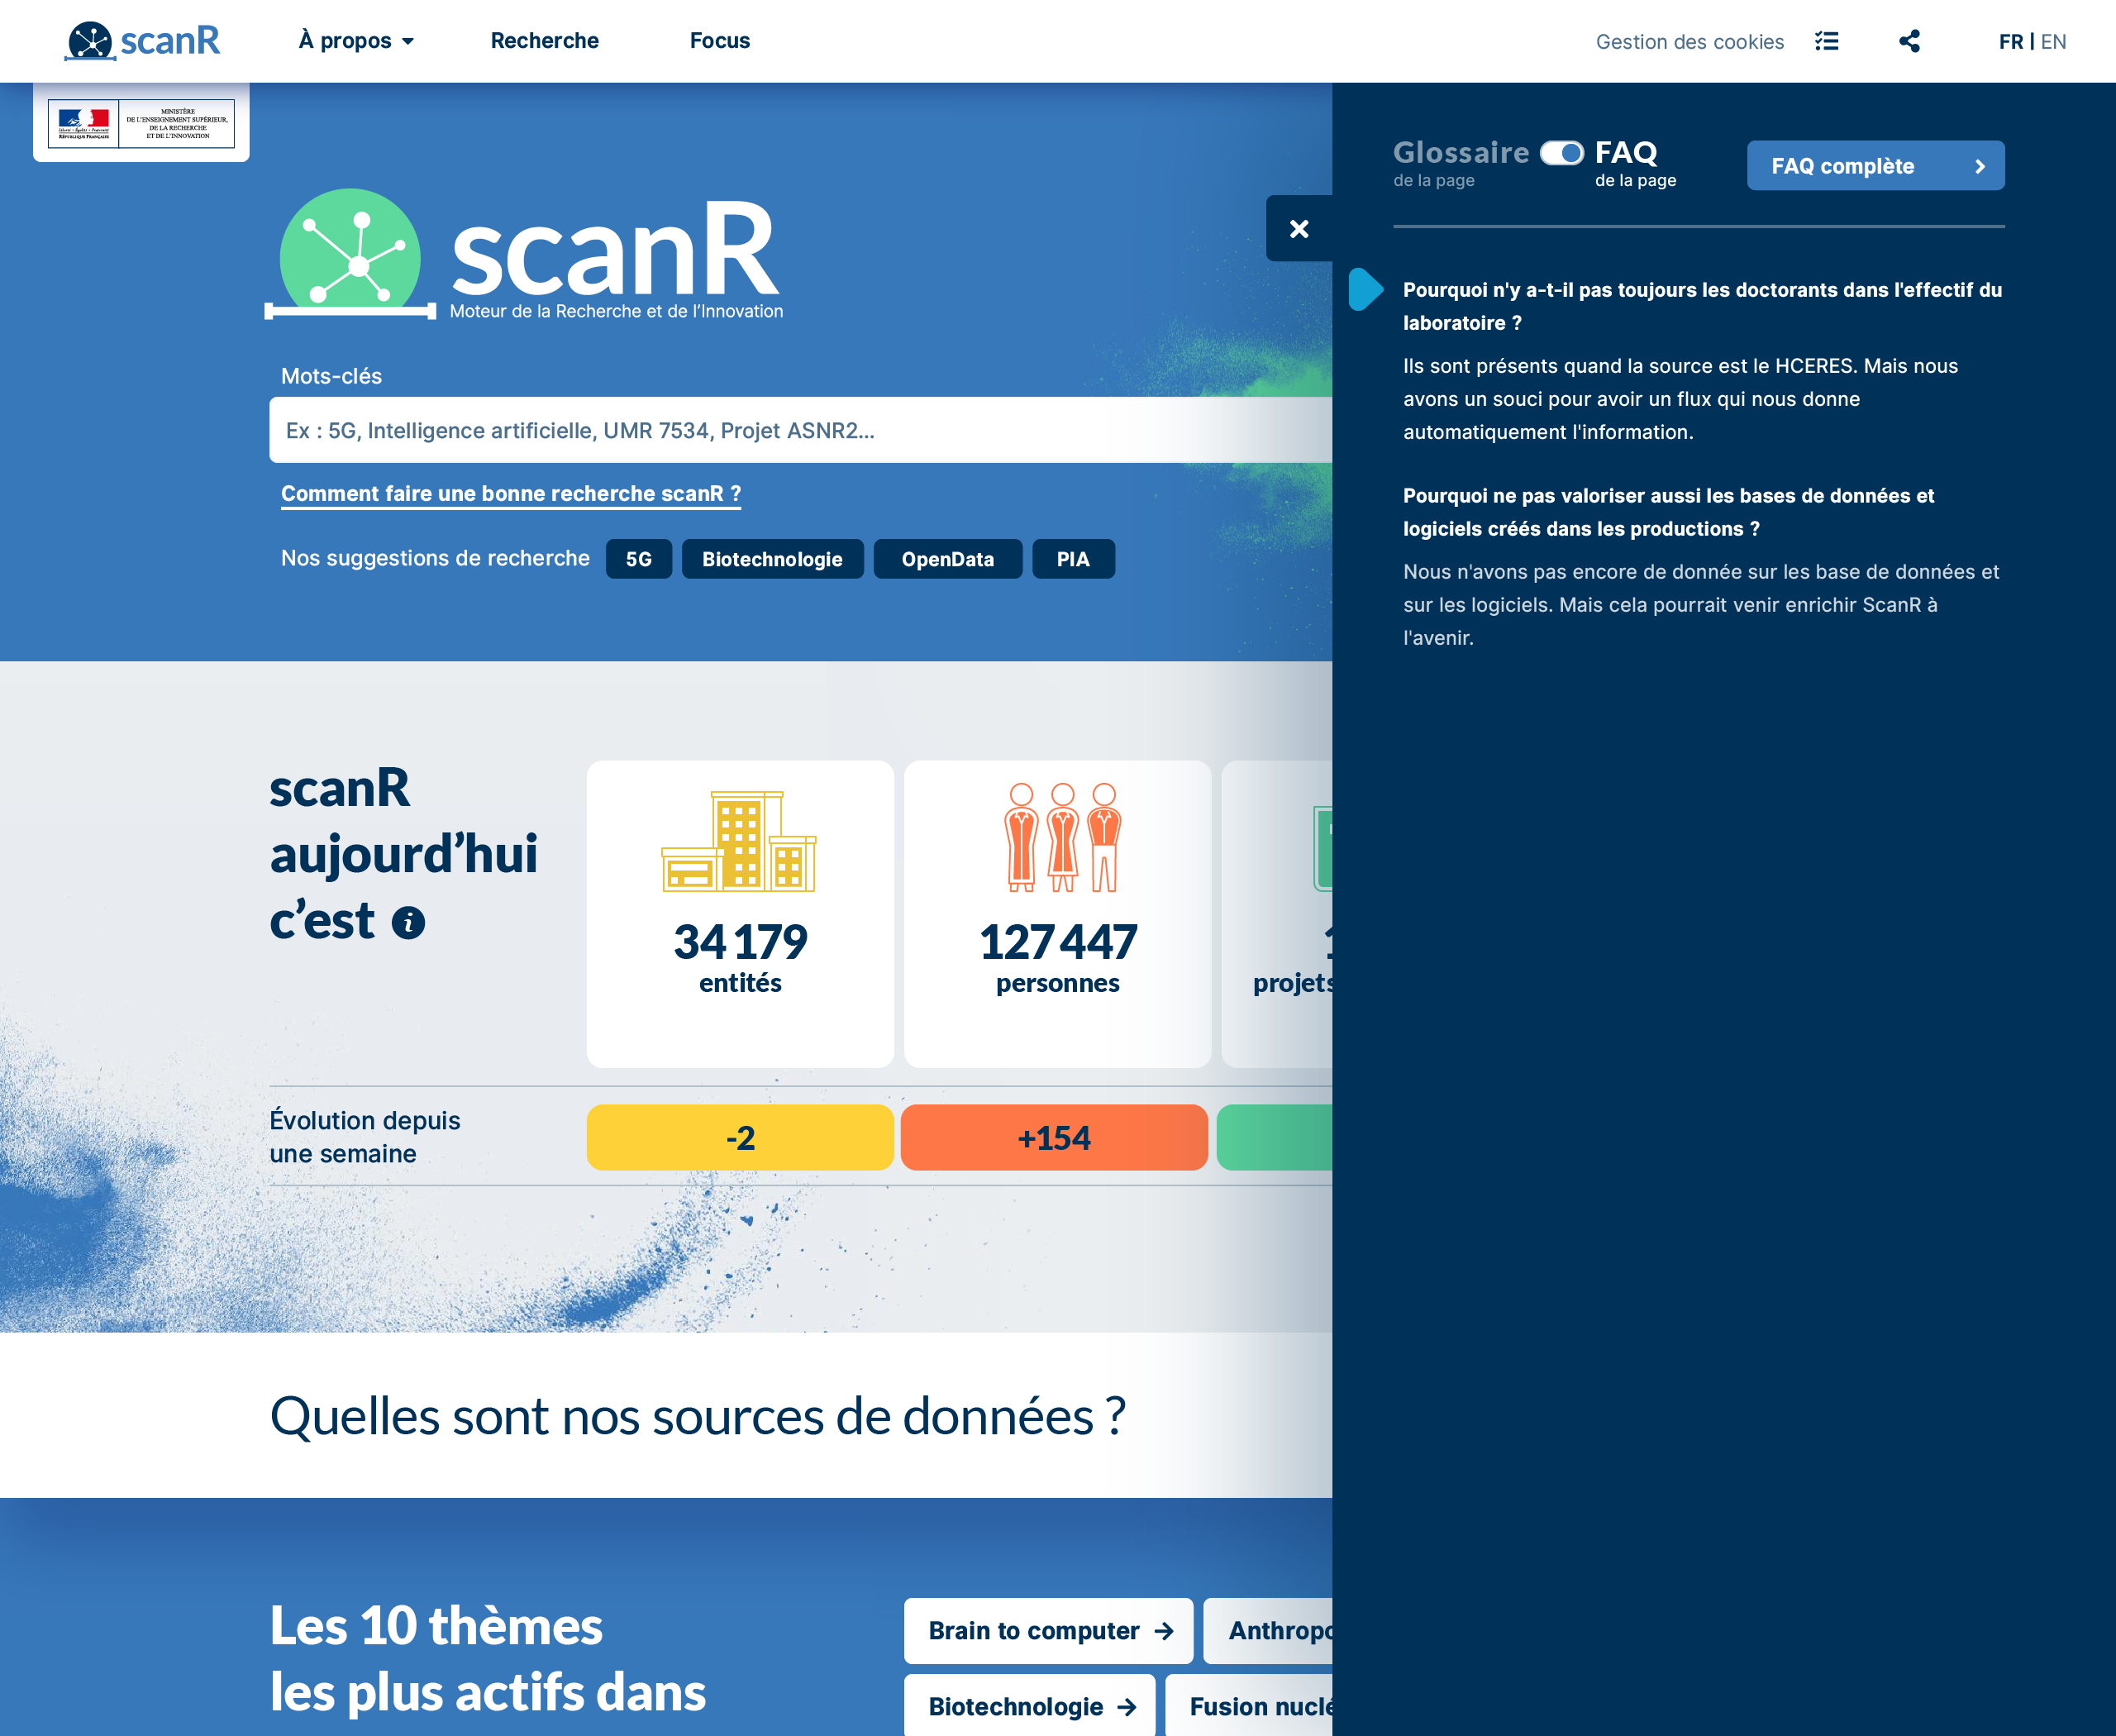 scanR
À propos
Recherche
Focus
Gestion des cookies
FR | EN
Liberté • Égalité • Fraternité
RÉPUBLIQUE FRANÇAISE
MINISTÈRE
DE L'ENSEIGNEMENT SUPÉRIEUR,
DE LA RECHERCHE
ET DE L'INNOVATION
scanR
Moteur de la Recherche et de l'Innovation
Mots-clés
Ex : 5G, Intelligence artificielle, UMR 7534, Projet ASNR2...
Comment faire une bonne recherche scanR ?
Nos suggestions de recherche
5G
Biotechnologie
OpenData
PIA
scanR
aujourd’hui
c’est
34 179
entités
127 447
personnes
projets
Évolution depuis
une semaine
-2
+154
Quelles sont nos sources de données ?
Les 10 thèmes
les plus actifs dans
Brain to computer
Biotechnologie
Glossaire
de la page
FAQ
de la page
FAQ complète
Pourquoi n'y a-t-il pas toujours les doctorants dans l'effectif du
laboratoire ?
Ils sont présents quand la source est le HCERES. Mais nous
avons un souci pour avoir un flux qui nous donne
automatiquement l'information.
Pourquoi ne pas valoriser aussi les bases de données et
logiciels créés dans les productions ?
Nous n'avons pas encore de donnée sur les base de données et
sur les logiciels. Mais cela pourrait venir enrichir ScanR à
l'avenir.